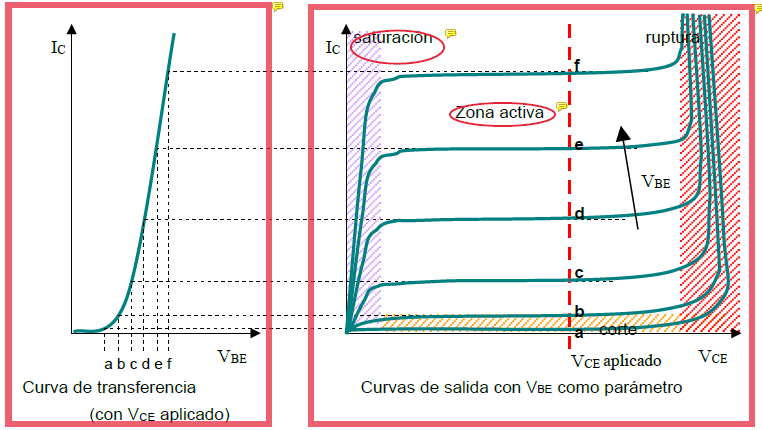 IC
VBE
a b c d e f
Curva de transferencia
(con VCE aplicado)
saturación
IC
ruptura
f
Zona activa
e
VBE
d
c
b
a
corte
VCE aplicado
VCE
Curvas de salida con VBE como parámetro